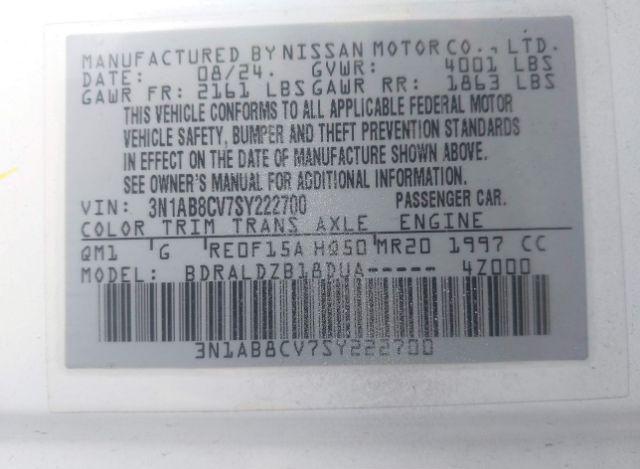 MANUFACTURED BY NISSAN MOTOR CO., LTD.
DATE: 08/24. GVWR: 4001 LBS
GAWR FR: 2161 LBS GAWR RR: 1863 LBS
THIS VEHICLE CONFORMS TO ALL APPLICABLE FEDERAL MOTOR
VEHICLE SAFETY, BUMPER AND THEFT PREVENTION STANDARDS
IN EFFECT ON THE DATE OF MANUFACTURE SHOWN ABOVE.
SEE OWNER'S MANUAL FOR ADDITIONAL INFORMATION.
VIN: 3N1AB8CV7SY222700 PASSENGER CAR.
COLOR TRIM TRANS AXLE ENGINE
QM1 G RE0F15A HQ50 MR20 1997 CC
MODEL: BDRALDZB18DUA----- 4Z000
3N1AB8CV7SY222700